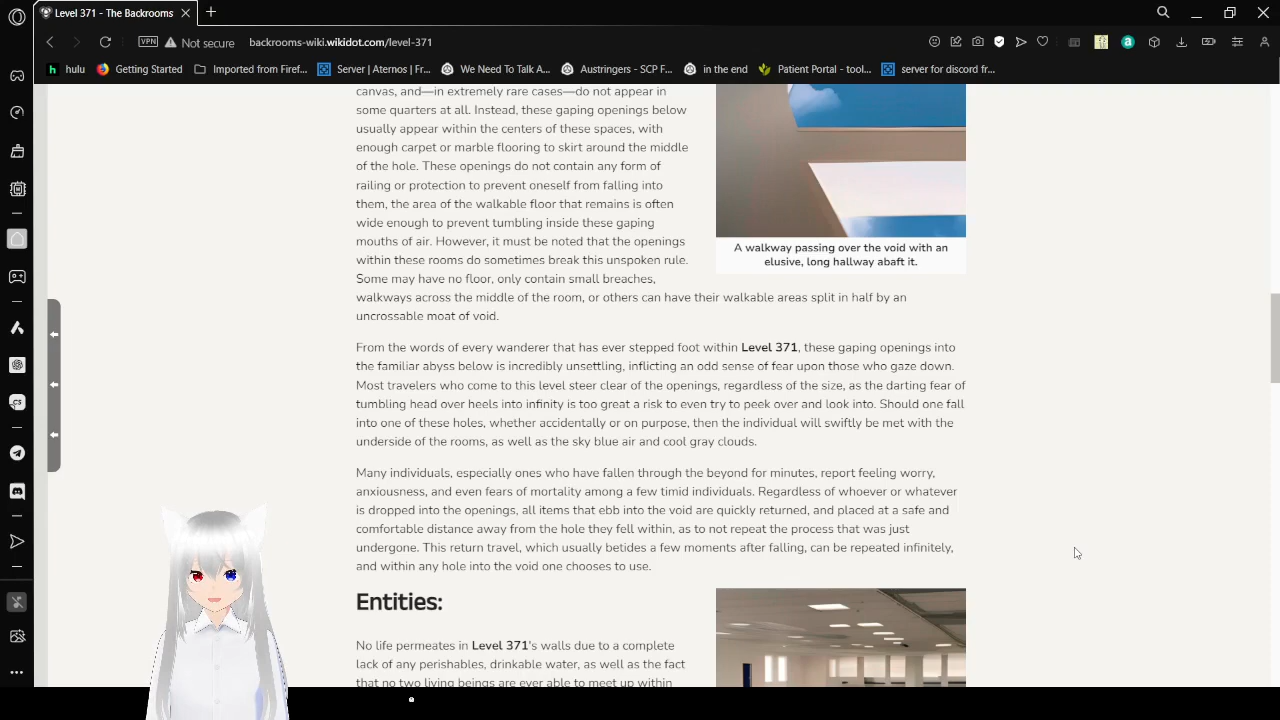 Level 371 - The Backrooms
VPN
Not secure
backrooms-wiki.wikidot.com/level-371
hulu
Getting Started
Imported from Firef...
Server | Aternos | Fr...
We Need To Talk A...
Austringers - SCP F...
in the end
Patient Portal - tool...
server for discord fr...
canvas, and—in extremely rare cases—do not appear in
some quarters at all. Instead, these gaping openings below
usually appear within the centers of these spaces, with
enough carpet or marble flooring to skirt around the middle
of the hole. These openings do not contain any form of
railing or protection to prevent oneself from falling into
them, the area of the walkable floor that remains is often
wide enough to prevent tumbling inside these gaping
mouths of air. However, it must be noted that the openings
within these rooms do sometimes break this unspoken rule.
Some may have no floor, only contain small breaches,
walkways across the middle of the room, or others can have their walkable areas split in half by an
uncrossable moat of void.
A walkway passing over the void with an
elusive, long hallway abaft it.
From the words of every wanderer that has ever stepped foot within Level 371, these gaping openings into
the familiar abyss below is incredibly unsettling, inflicting an odd sense of fear upon those who gaze down.
Most travelers who come to this level steer clear of the openings, regardless of the size, as the darting fear of
tumbling head over heels into infinity is too great a risk to even try to peek over and look into. Should one fall
into one of these holes, whether accidentally or on purpose, then the individual will swiftly be met with the
underside of the rooms, as well as the sky blue air and cool gray clouds.
Many individuals, especially ones who have fallen through the beyond for minutes, report feeling worry,
anxiousness, and even fears of mortality among a few timid individuals. Regardless of whoever or whatever
is dropped into the openings, all items that ebb into the void are quickly returned, and placed at a safe and
comfortable distance away from the hole they fell within, as to not repeat the process that was just
undergone. This return travel, which usually betides a few moments after falling, can be repeated infinitely,
and within any hole into the void one chooses to use.
Entities:
No life permeates in Level 371's walls due to a complete
lack of any perishables, drinkable water, as well as the fact
that no two living beings are ever able to meet up within